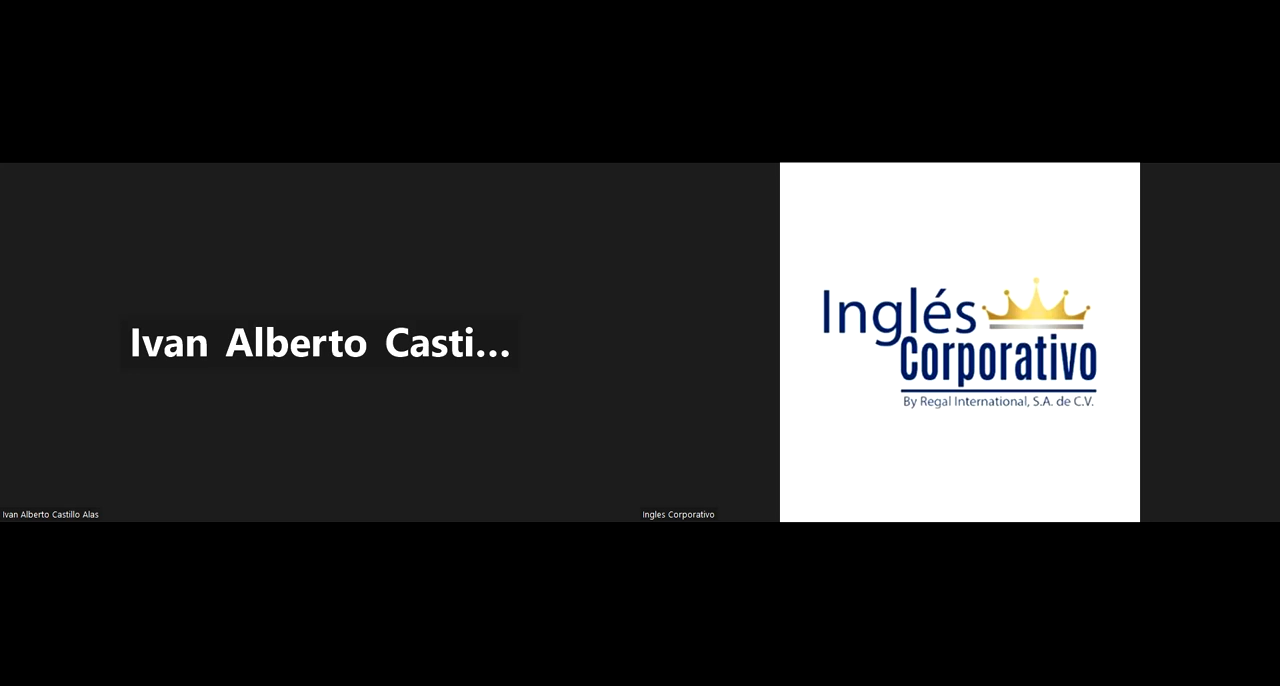 Ivan Alberto Casti...
Ivan Alberto Castillo Alas
Inglés
Corporativo
By Regal International, S.A. de C.V.
Ingles Corporativo